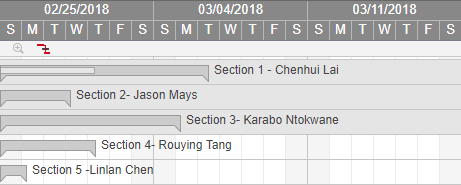 02/25/2018 03/04/2018 03/11/2018
S M T W T F S S M T W T F S S M T W T F S
Section 1 - Chenhui Lai
Section 2- Jason Mays
Section 3- Karabo Ntokwane
Section 4- Rouying Tang
Section 5 -Linlan Chen